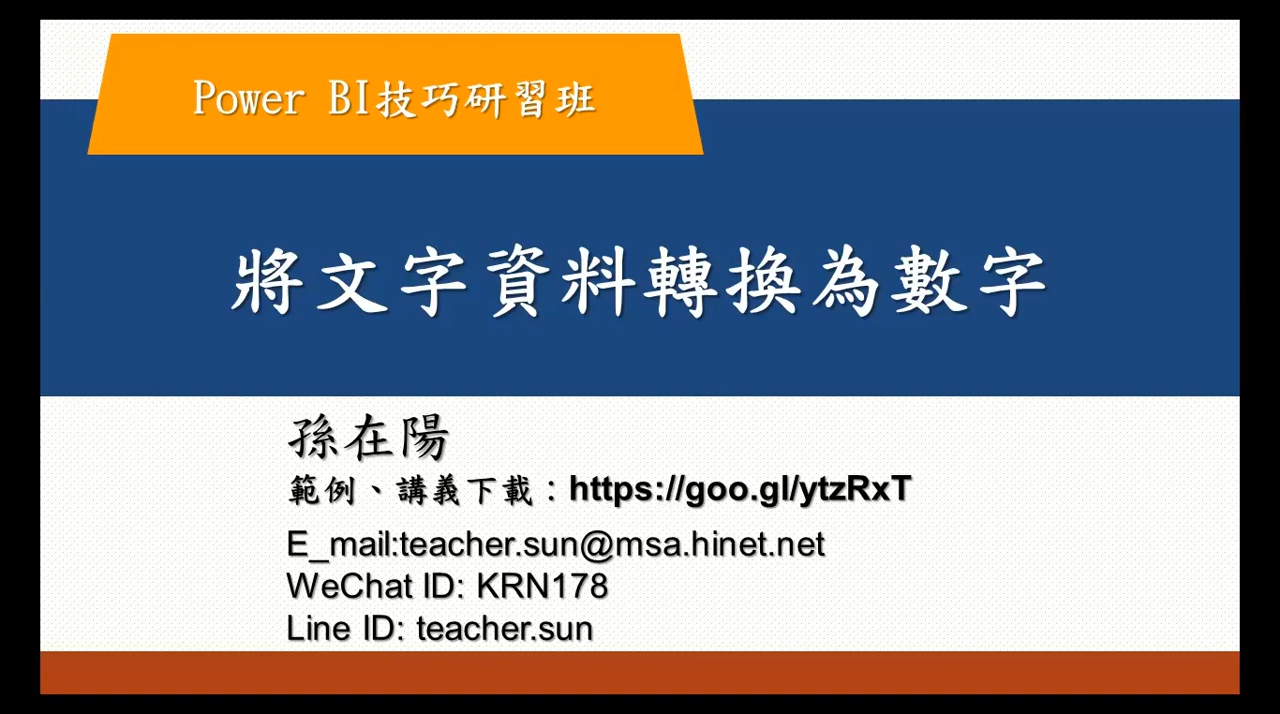 Power BI技巧研習班
將文字資料轉換為數字
孫在陽
範例、講義下載：https://goo.gl/ytzRxT
E_mail:teacher.sun@msa.hinet.net
WeChat ID: KRN178
Line ID: teacher.sun